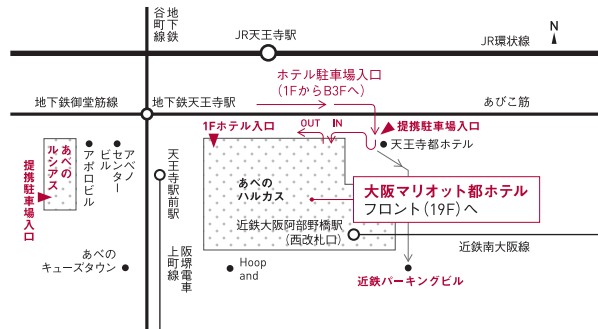 地下鉄
谷町線
JR天王寺駅
N
JR環状線
ホテル駐車場入口
(1FからB3Fへ)
地下鉄御堂筋線
地下鉄天王寺駅
あびこ筋
OUT
IN
提携駐車場入口
1Fホテル入口
天王寺都ホテル
あべの
ルシアス
提携駐車場入口
アポロビル
アベノ
センター
ビル
天王寺駅前駅
あべの
ハルカス
大阪マリオット都ホテル
フロント(19F)へ
近鉄大阪阿部野橋駅
(西改札口)
近鉄南大阪線
阪堺電車
上町線
あべの
キューズタウン
Hoop
and
近鉄パーキングビル